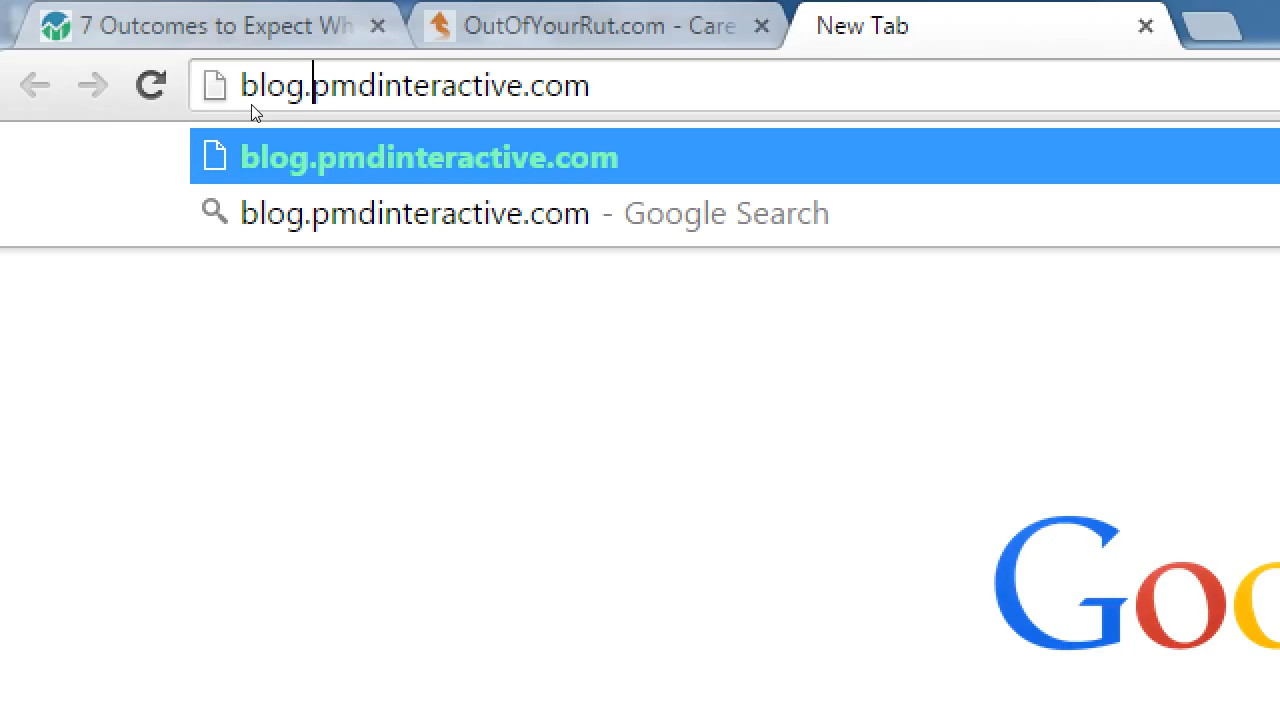 7 Outcomes to Expect Wh
OutOfYourRut.com - Care
New Tab
blog.pmdinteractive.com
blog.pmdinteractive.com
blog.pmdinteractive.com - Google Search
Goo